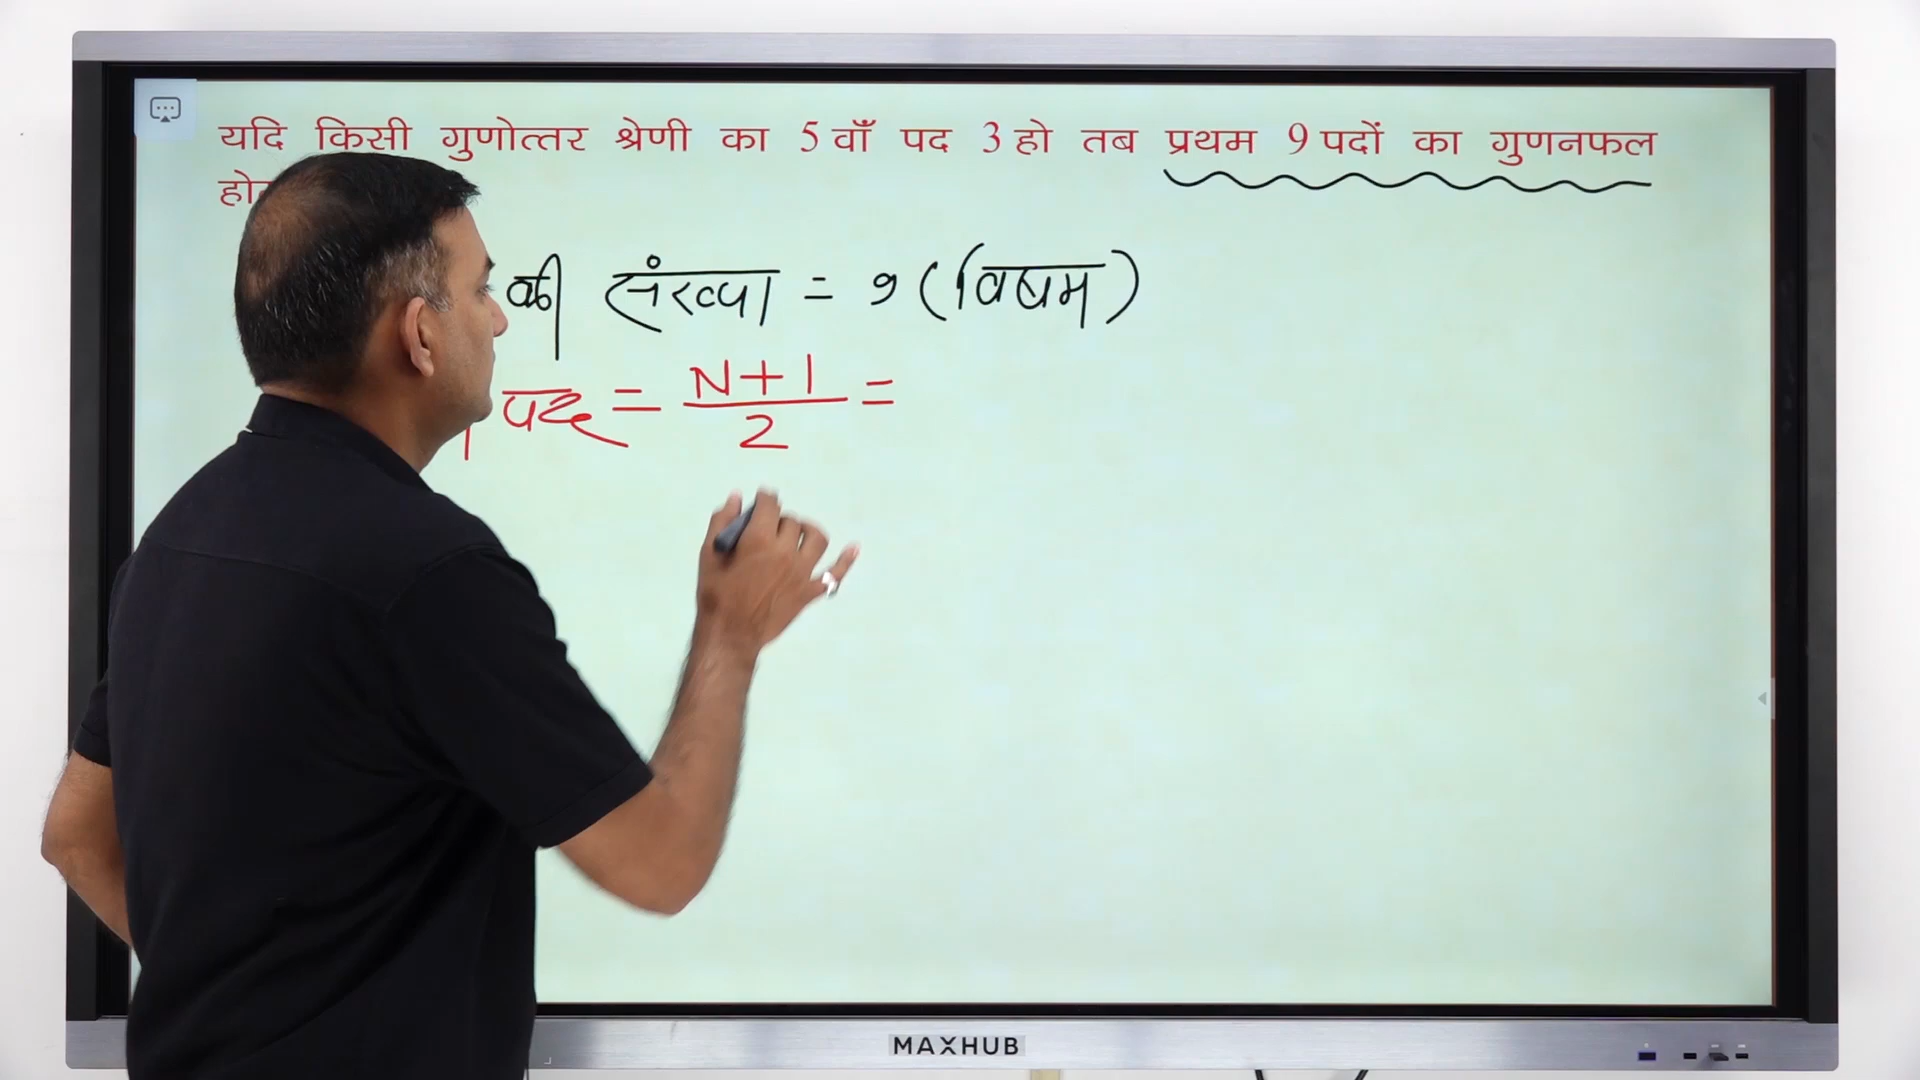 यदि किसी गुणोत्तर श्रेणी का 5 वाँ पद 3 हो तब प्रथम 9 पदों का गुणनफल
की संख्या = 9 (विषम)
पद = N+1/2 =
MAXHUB